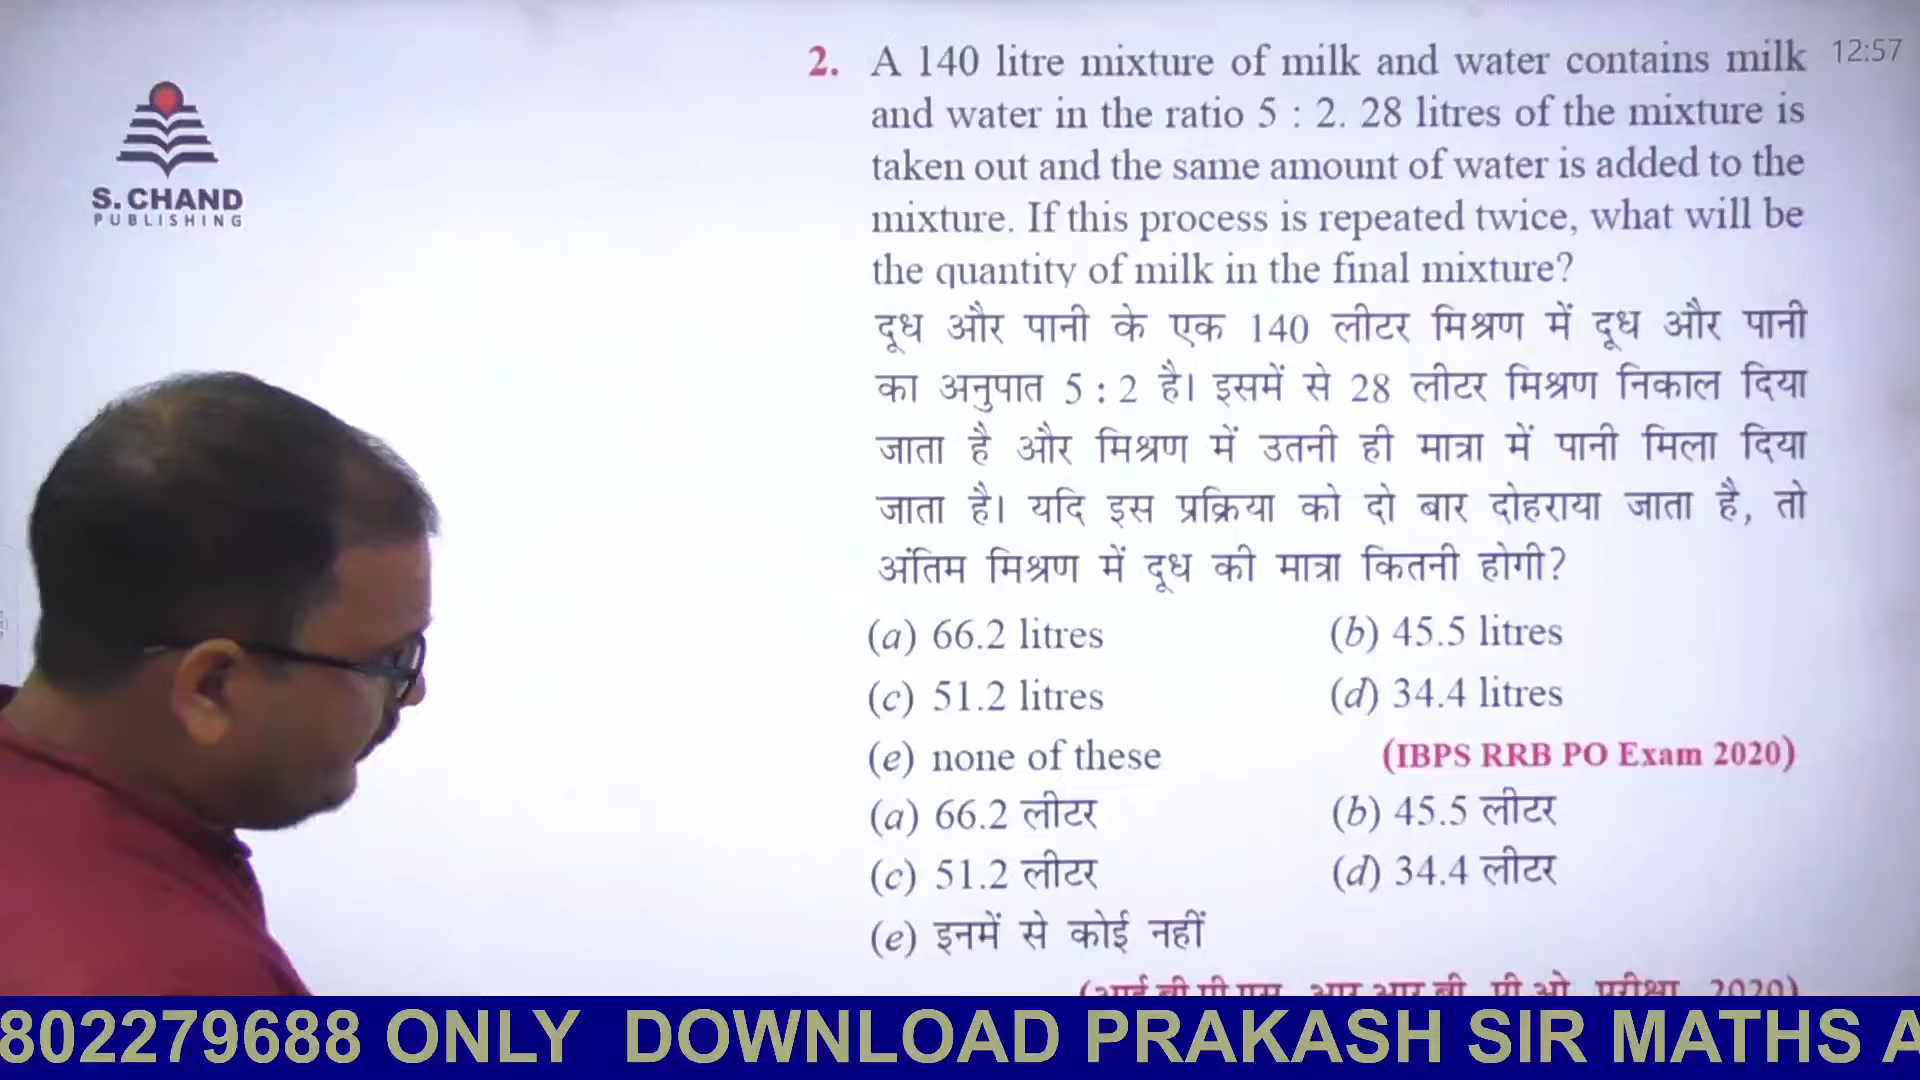 S. CHAND
PUBLISHING
12:57
2. A 140 litre mixture of milk and water contains milk
and water in the ratio 5 : 2. 28 litres of the mixture is
taken out and the same amount of water is added to the
mixture. If this process is repeated twice, what will be
the quantity of milk in the final mixture?
दूध और पानी के एक 140 लीटर मिश्रण में दूध और पानी
का अनुपात 5 : 2 है। इसमें से 28 लीटर मिश्रण निकाल दिया
जाता है और मिश्रण में उतनी ही मात्रा में पानी मिला दिया
जाता है। यदि इस प्रक्रिया को दो बार दोहराया जाता है, तो
अंतिम मिश्रण में दूध की मात्रा कितनी होगी?
(a) 66.2 litres (b) 45.5 litres
(c) 51.2 litres (d) 34.4 litres
(e) none of these (IBPS RRB PO Exam 2020)
(a) 66.2 लीटर (b) 45.5 लीटर
(c) 51.2 लीटर (d) 34.4 लीटर
(e) इनमें से कोई नहीं
(आई.बी.पी.एस. आर.आर.बी. पी.ओ. परीक्षा, 2020)
802279688 ONLY DOWNLOAD PRAKASH SIR MATHS A